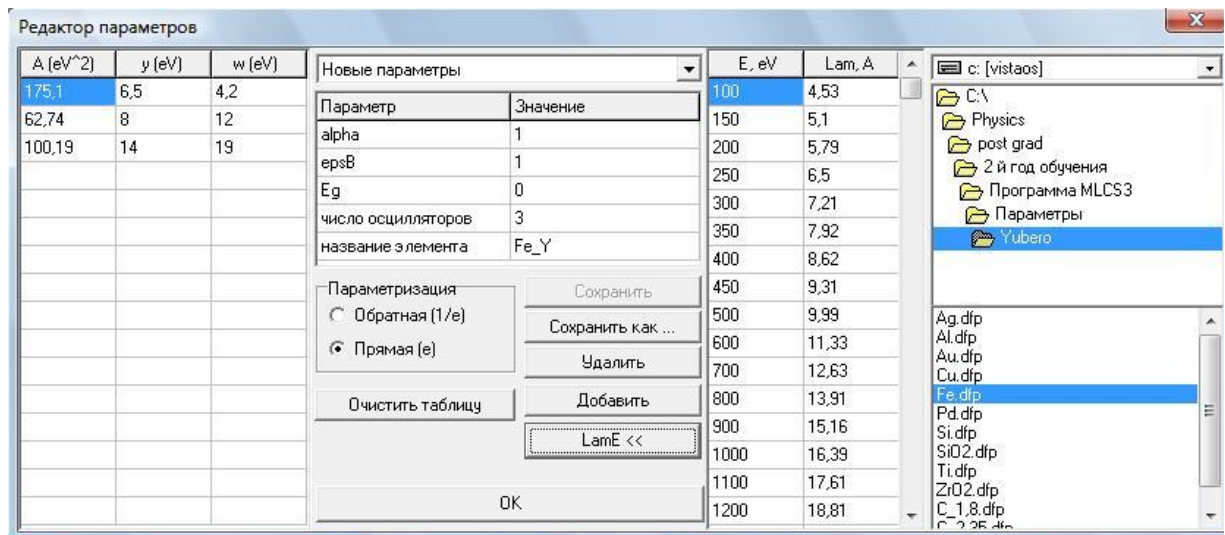 Редактор параметров
A (eV^2) y (eV) w (eV)
175,1 6,5 4,2
62,74 8 12
100,19 14 19
Новые параметры
Параметр Значение
alpha 1
epsB 1
Eg 0
число осцилляторов 3
название элемента Fe_Y
Параметризация
Обратная (1/e)
Прямая (e)
Сохранить
Сохранить как ...
Удалить
Добавить
Очистить таблицу
LamE <<
OK
E, eV Lam, A
100 4,53
150 5,1
200 5,79
250 6,5
300 7,21
350 7,92
400 8,62
450 9,31
500 9,99
600 11,33
700 12,63
800 13,91
900 15,16
1000 16,39
1100 17,61
1200 18,81
c: [vistaos]
C:\
Physics
post grad
2 й год обучения
Программа MLCS3
Параметры
Yubero
Ag.dfp
Al.dfp
Au.dfp
Cu.dfp
Fe.dfp
Pd.dfp
Si.dfp
SiO2.dfp
Ti.dfp
ZrO2.dfp
C_1,8.dfp